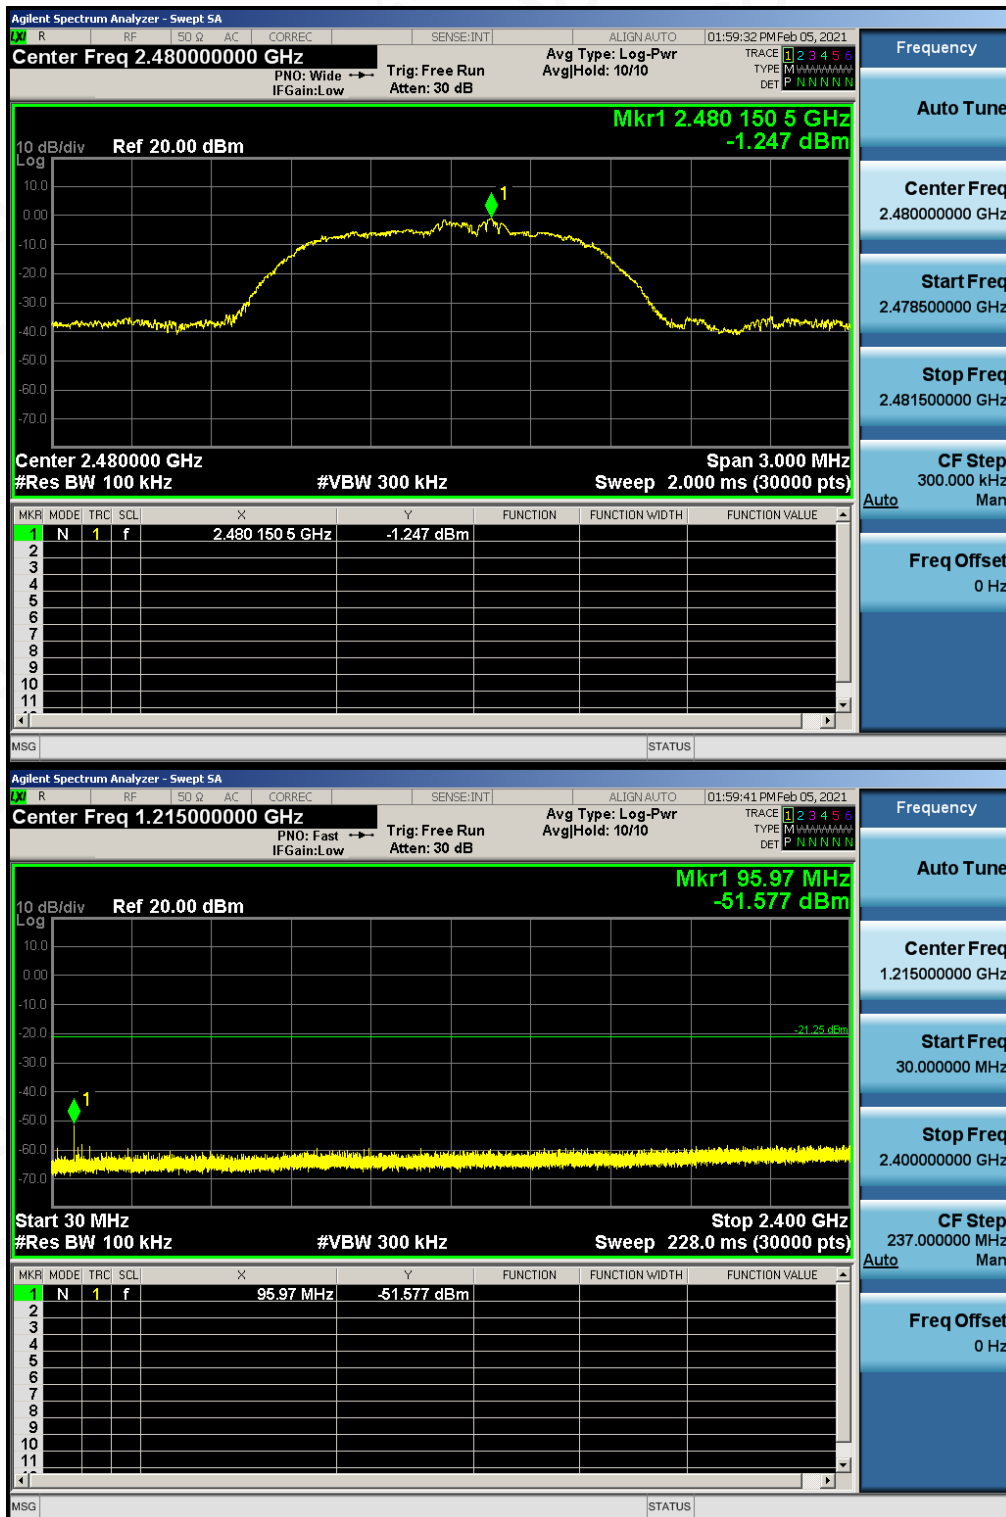 Agilent Spectrum Analyzer - Swept SA
LXI R RF 50 Ω AC CORREC SENSE:INT ALIGN AUTO 01:59:32 PM Feb 05, 2021
Center Freq 2.480000000 GHz
PNO: Wide
IFGain:Low
Trig: Free Run
Atten: 30 dB
Avg Type: Log-Pwr
Avg|Hold: 10/10
TRACE 1 2 3 4 5 6
TYPE M
DET P N N N N N
Mkr1 2.480 150 5 GHz
-1.247 dBm
10 dB/div Ref 20.00 dBm
Log
10.0
0.00
-10.0
-20.0
-30.0
-40.0
-50.0
-60.0
-70.0
1
Center 2.480000 GHz Span 3.000 MHz
#Res BW 100 kHz #VBW 300 kHz Sweep 2.000 ms (30000 pts)
MKR MODE TRC SCL X Y FUNCTION FUNCTION WIDTH FUNCTION VALUE
1 N 1 f 2.480 150 5 GHz -1.247 dBm
2
3
4
5
6
7
8
9
10
11
MSG STATUS
Frequency
Auto Tune
Center Freq
2.480000000 GHz
Start Freq
2.478500000 GHz
Stop Freq
2.481500000 GHz
CF Step
300.000 kHz
Auto Man
Freq Offset
0 Hz
Agilent Spectrum Analyzer - Swept SA
LXI R RF 50 Ω AC CORREC SENSE:INT ALIGN AUTO 01:59:41 PM Feb 05, 2021
Center Freq 1.215000000 GHz
PNO: Fast
IFGain:Low
Trig: Free Run
Atten: 30 dB
Avg Type: Log-Pwr
Avg|Hold: 10/10
TRACE 1 2 3 4 5 6
TYPE M
DET P N N N N N
Mkr1 95.97 MHz
-51.577 dBm
10 dB/div Ref 20.00 dBm
Log
10.0
0.00
-10.0
-20.0
-30.0
-40.0
-50.0
-60.0
-70.0
-21.25 dBm
1
Start 30 MHz Stop 2.400 GHz
#Res BW 100 kHz #VBW 300 kHz Sweep 228.0 ms (30000 pts)
MKR MODE TRC SCL X Y FUNCTION FUNCTION WIDTH FUNCTION VALUE
1 N 1 f 95.97 MHz -51.577 dBm
2
3
4
5
6
7
8
9
10
11
MSG STATUS
Frequency
Auto Tune
Center Freq
1.215000000 GHz
Start Freq
30.000000 MHz
Stop Freq
2.400000000 GHz
CF Step
237.000000 MHz
Auto Man
Freq Offset
0 Hz